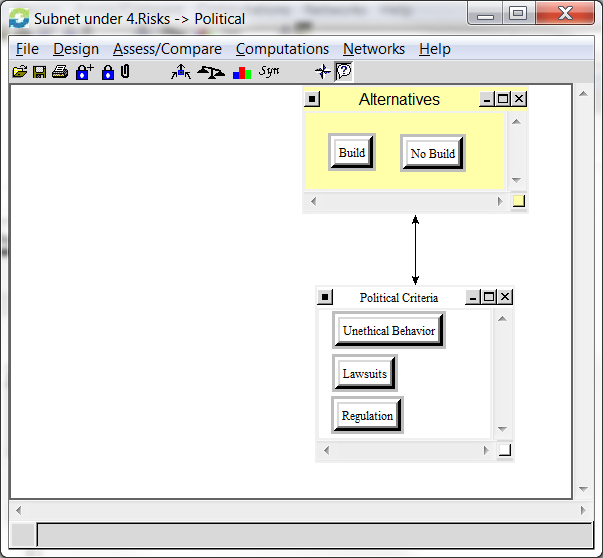 Subnet under 4.Risks -> Political
File Design Assess/Compare Computations Networks Help
Syn
Alternatives
Build No Build
Political Criteria
Unethical Behavior
Lawsuits
Regulation